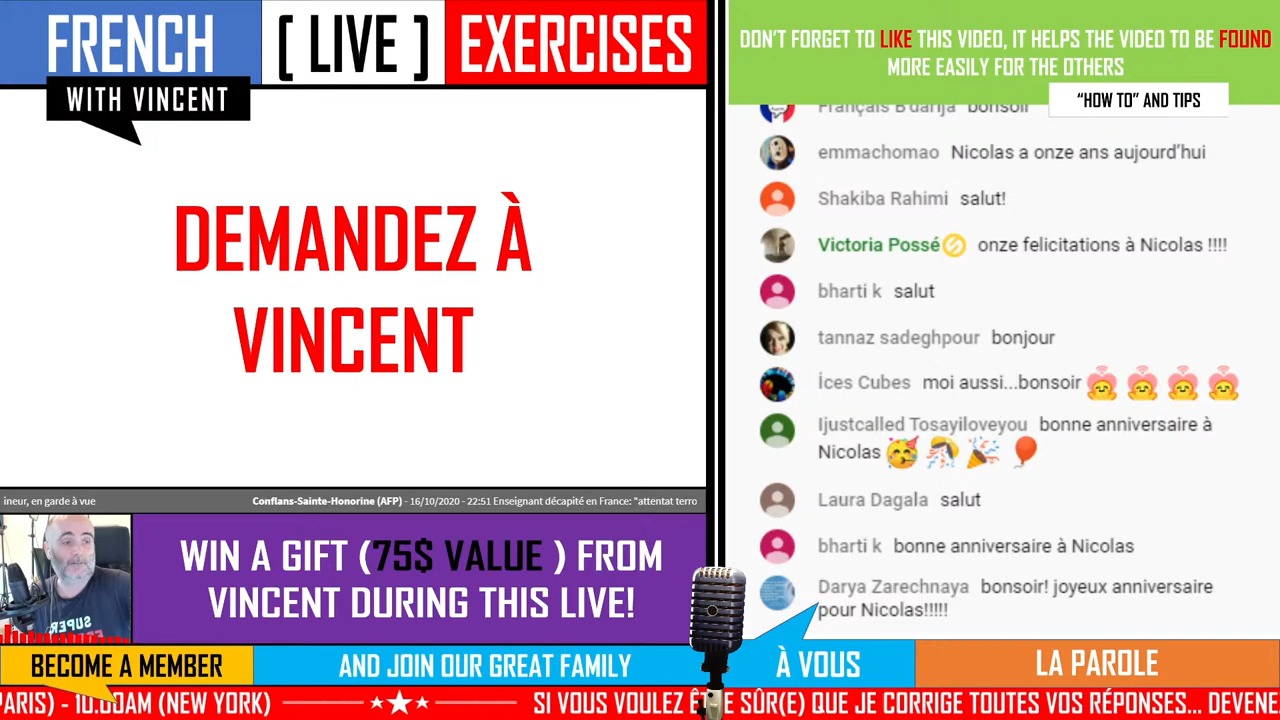 FRENCH
[ LIVE ]
EXERCISES
WITH VINCENT
DEMANDEZ À
VINCENT
ineur, en garde à vue
Conflans-Sainte-Honorine (AFP) - 16/10/2020 - 22:51 Enseignant décapité en France: "attentat terro
SUPER
WIN A GIFT (75$ VALUE ) FROM
VINCENT DURING THIS LIVE!
DON'T FORGET TO LIKE THIS VIDEO, IT HELPS THE VIDEO TO BE FOUND
MORE EASILY FOR THE OTHERS
“HOW TO” AND TIPS
Français B'darija bonsoir
emmachomao Nicolas a onze ans aujourd'hui
Shakiba Rahimi salut!
Victoria Possé onze felicitations à Nicolas !!!!
bharti k salut
tannaz sadeghpour bonjour
İces Cubes moi aussi...bonsoir
Ijustcalled Tosayiloveyou bonne anniversaire à
Nicolas
Laura Dagala salut
bharti k bonne anniversaire à Nicolas
Darya Zarechnaya bonsoir! joyeux anniversaire
pour Nicolas!!!!!
BECOME A MEMBER
AND JOIN OUR GREAT FAMILY
À VOUS
LA PAROLE
PARIS) - 10.00AM (NEW YORK)
SI VOUS VOULEZ ÊTRE SÛR(E) QUE JE CORRIGE TOUTES VOS RÉPONSES... DEVENE